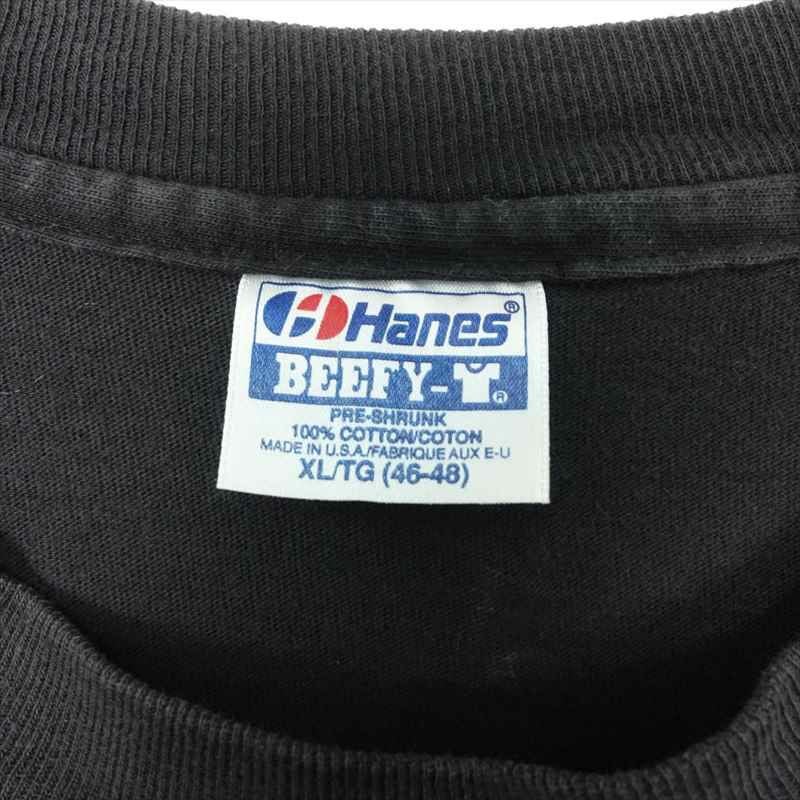 Hanes®
BEEFY-T®
PRE-SHRUNK
100% COTTON/COTON
MADE IN U.S.A./FABRIQUE AUX E-U
XL/TG (46-48)